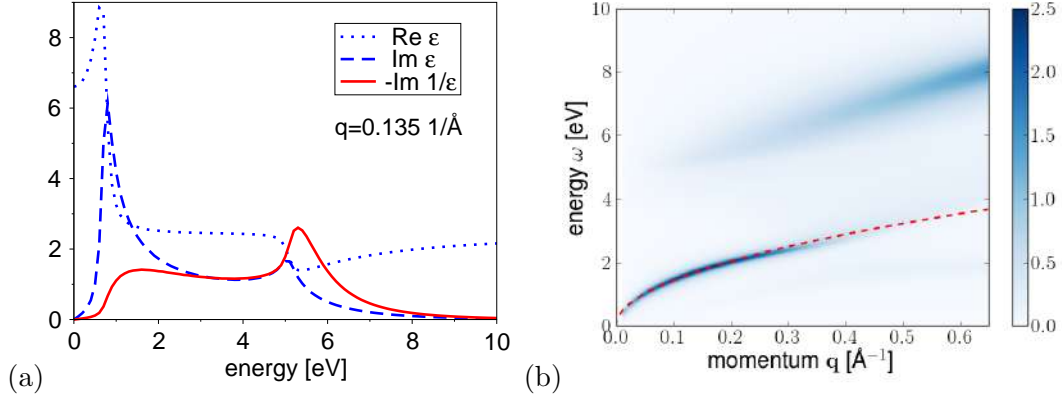 8
6
4
2
0
0 2 4 6 8 10
energy [eV]
Re ε
Im ε
-Im 1/ε
q=0.135 1/Å
(a)
10
8
6
4
2
0
energy ω [eV]
0.0 0.1 0.2 0.3 0.4 0.5 0.6
momentum q [Å⁻¹]
2.5
2.0
1.5
1.0
0.5
0.0
(b)